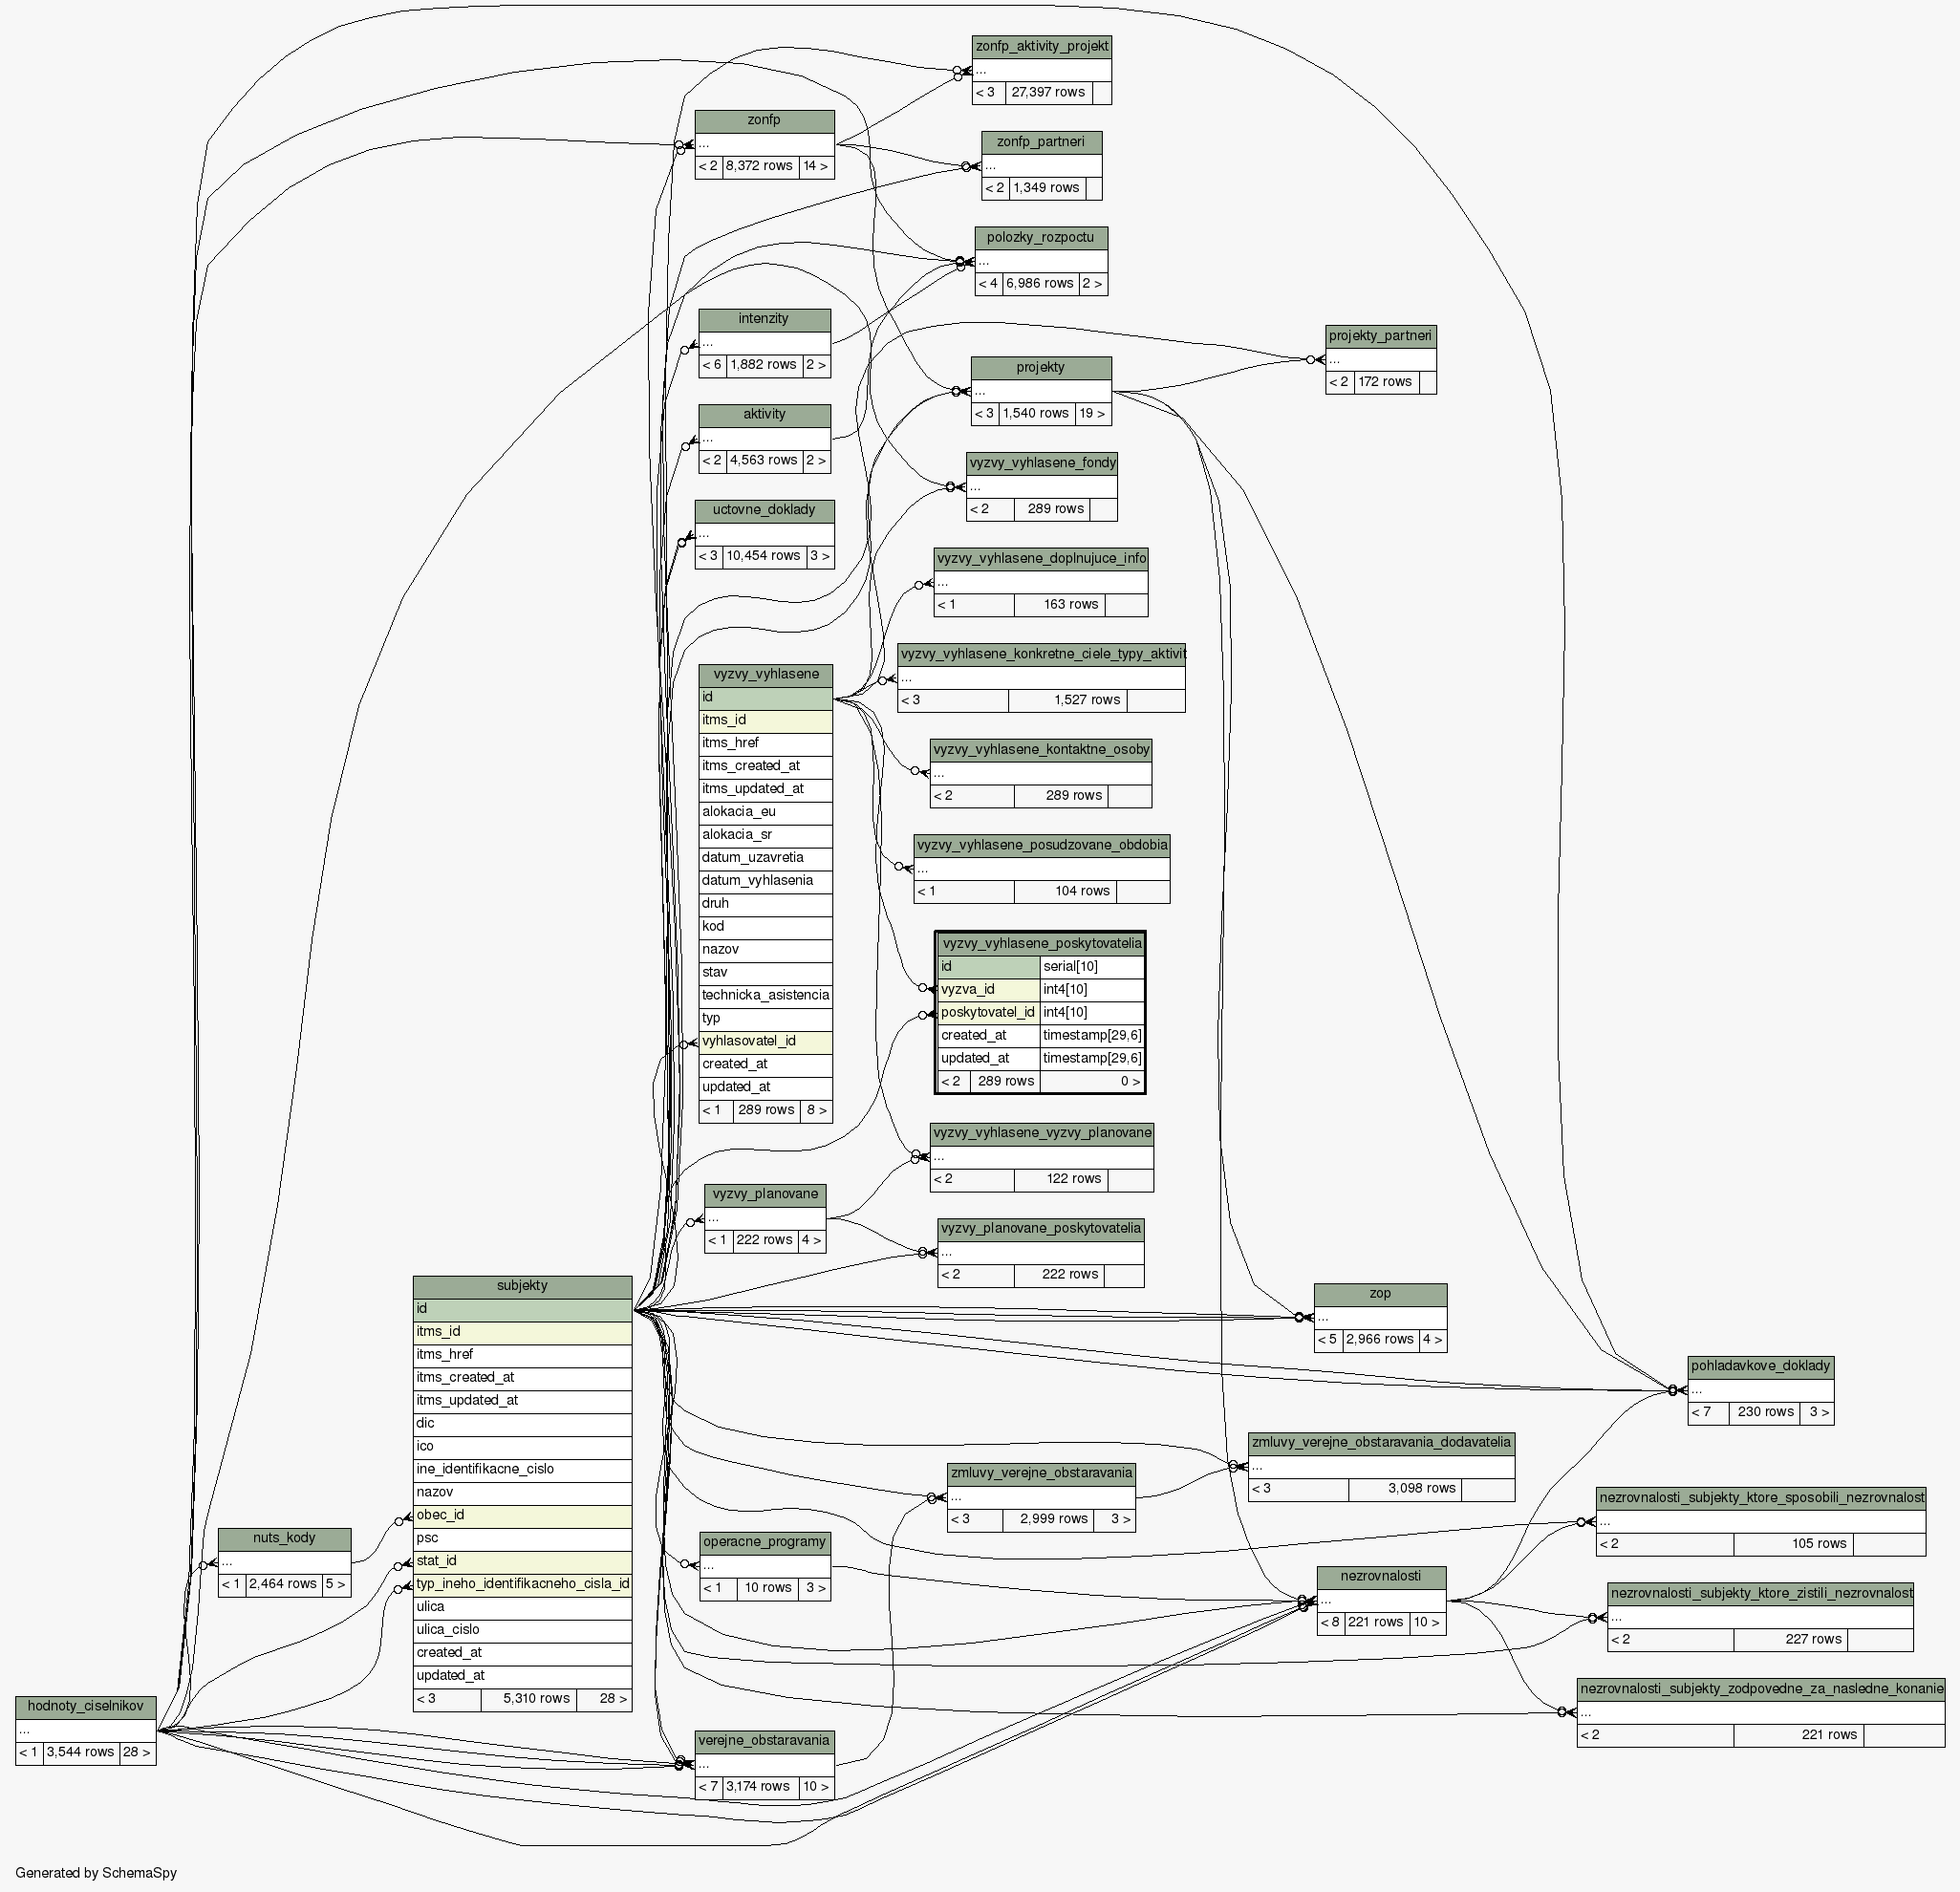 zonfp_aktivity_projekt
...
< 3 27,397 rows
zonfp
...
< 2 8,372 rows 14 >
zonfp_partneri
...
< 2 1,349 rows
polozky_rozpoctu
...
< 4 6,986 rows 2 >
intenzity
...
< 6 1,882 rows 2 >
projekty_partneri
...
< 2 172 rows
projekty
...
< 3 1,540 rows 19 >
aktivity
...
< 2 4,563 rows 2 >
vyzvy_vyhlasene_fondy
...
< 2 289 rows
uctovne_doklady
...
< 3 10,454 rows 3 >
vyzvy_vyhlasene_doplnujuce_info
...
< 1 163 rows
vyzvy_vyhlasene_konkretne_ciele_typy_aktivit
...
< 3 1,527 rows
vyzvy_vyhlasene
id
itms_id
itms_href
itms_created_at
itms_updated_at
alokacia_eu
alokacia_sr
datum_uzavretia
datum_vyhlasenia
druh
kod
nazov
stav
technicka_asistencia
typ
vyhlasovatel_id
created_at
updated_at
< 1 289 rows 8 >
vyzvy_vyhlasene_kontaktne_osoby
...
< 2 289 rows
vyzvy_vyhlasene_posudzovane_obdobia
...
< 1 104 rows
vyzvy_vyhlasene_poskytovatelia
id serial[10]
vyzva_id int4[10]
poskytovatel_id int4[10]
created_at timestamp[29,6]
updated_at timestamp[29,6]
< 2 289 rows 0 >
vyzvy_vyhlasene_vyzvy_planovane
...
< 2 122 rows
vyzvy_planovane
...
< 1 222 rows 4 >
vyzvy_planovane_poskytovatelia
...
< 2 222 rows
subjekty
id
itms_id
itms_href
itms_created_at
itms_updated_at
dic
ico
ine_identifikacne_cislo
nazov
obec_id
psc
stat_id
typ_ineho_identifikacneho_cisla_id
ulica
ulica_cislo
created_at
updated_at
< 3 5,310 rows 28 >
zop
...
< 5 2,966 rows 4 >
pohladavkove_doklady
...
< 7 230 rows 3 >
zmluvy_verejne_obstaravania_dodavatelia
...
< 3 3,098 rows
zmluvy_verejne_obstaravania
...
< 3 2,999 rows 3 >
nezrovnalosti_subjekty_ktore_sposobili_nezrovnalost
...
< 2 105 rows
nuts_kody
...
< 1 2,464 rows 5 >
operacne_programy
...
< 1 10 rows 3 >
nezrovnalosti
...
< 8 221 rows 10 >
nezrovnalosti_subjekty_ktore_zistili_nezrovnalost
...
< 2 227 rows
nezrovnalosti_subjekty_zodpovedne_za_nasledne_konanie
...
< 2 221 rows
hodnoty_ciselnikov
...
< 1 3,544 rows 28 >
verejne_obstaravania
...
< 7 3,174 rows 10 >
Generated by SchemaSpy